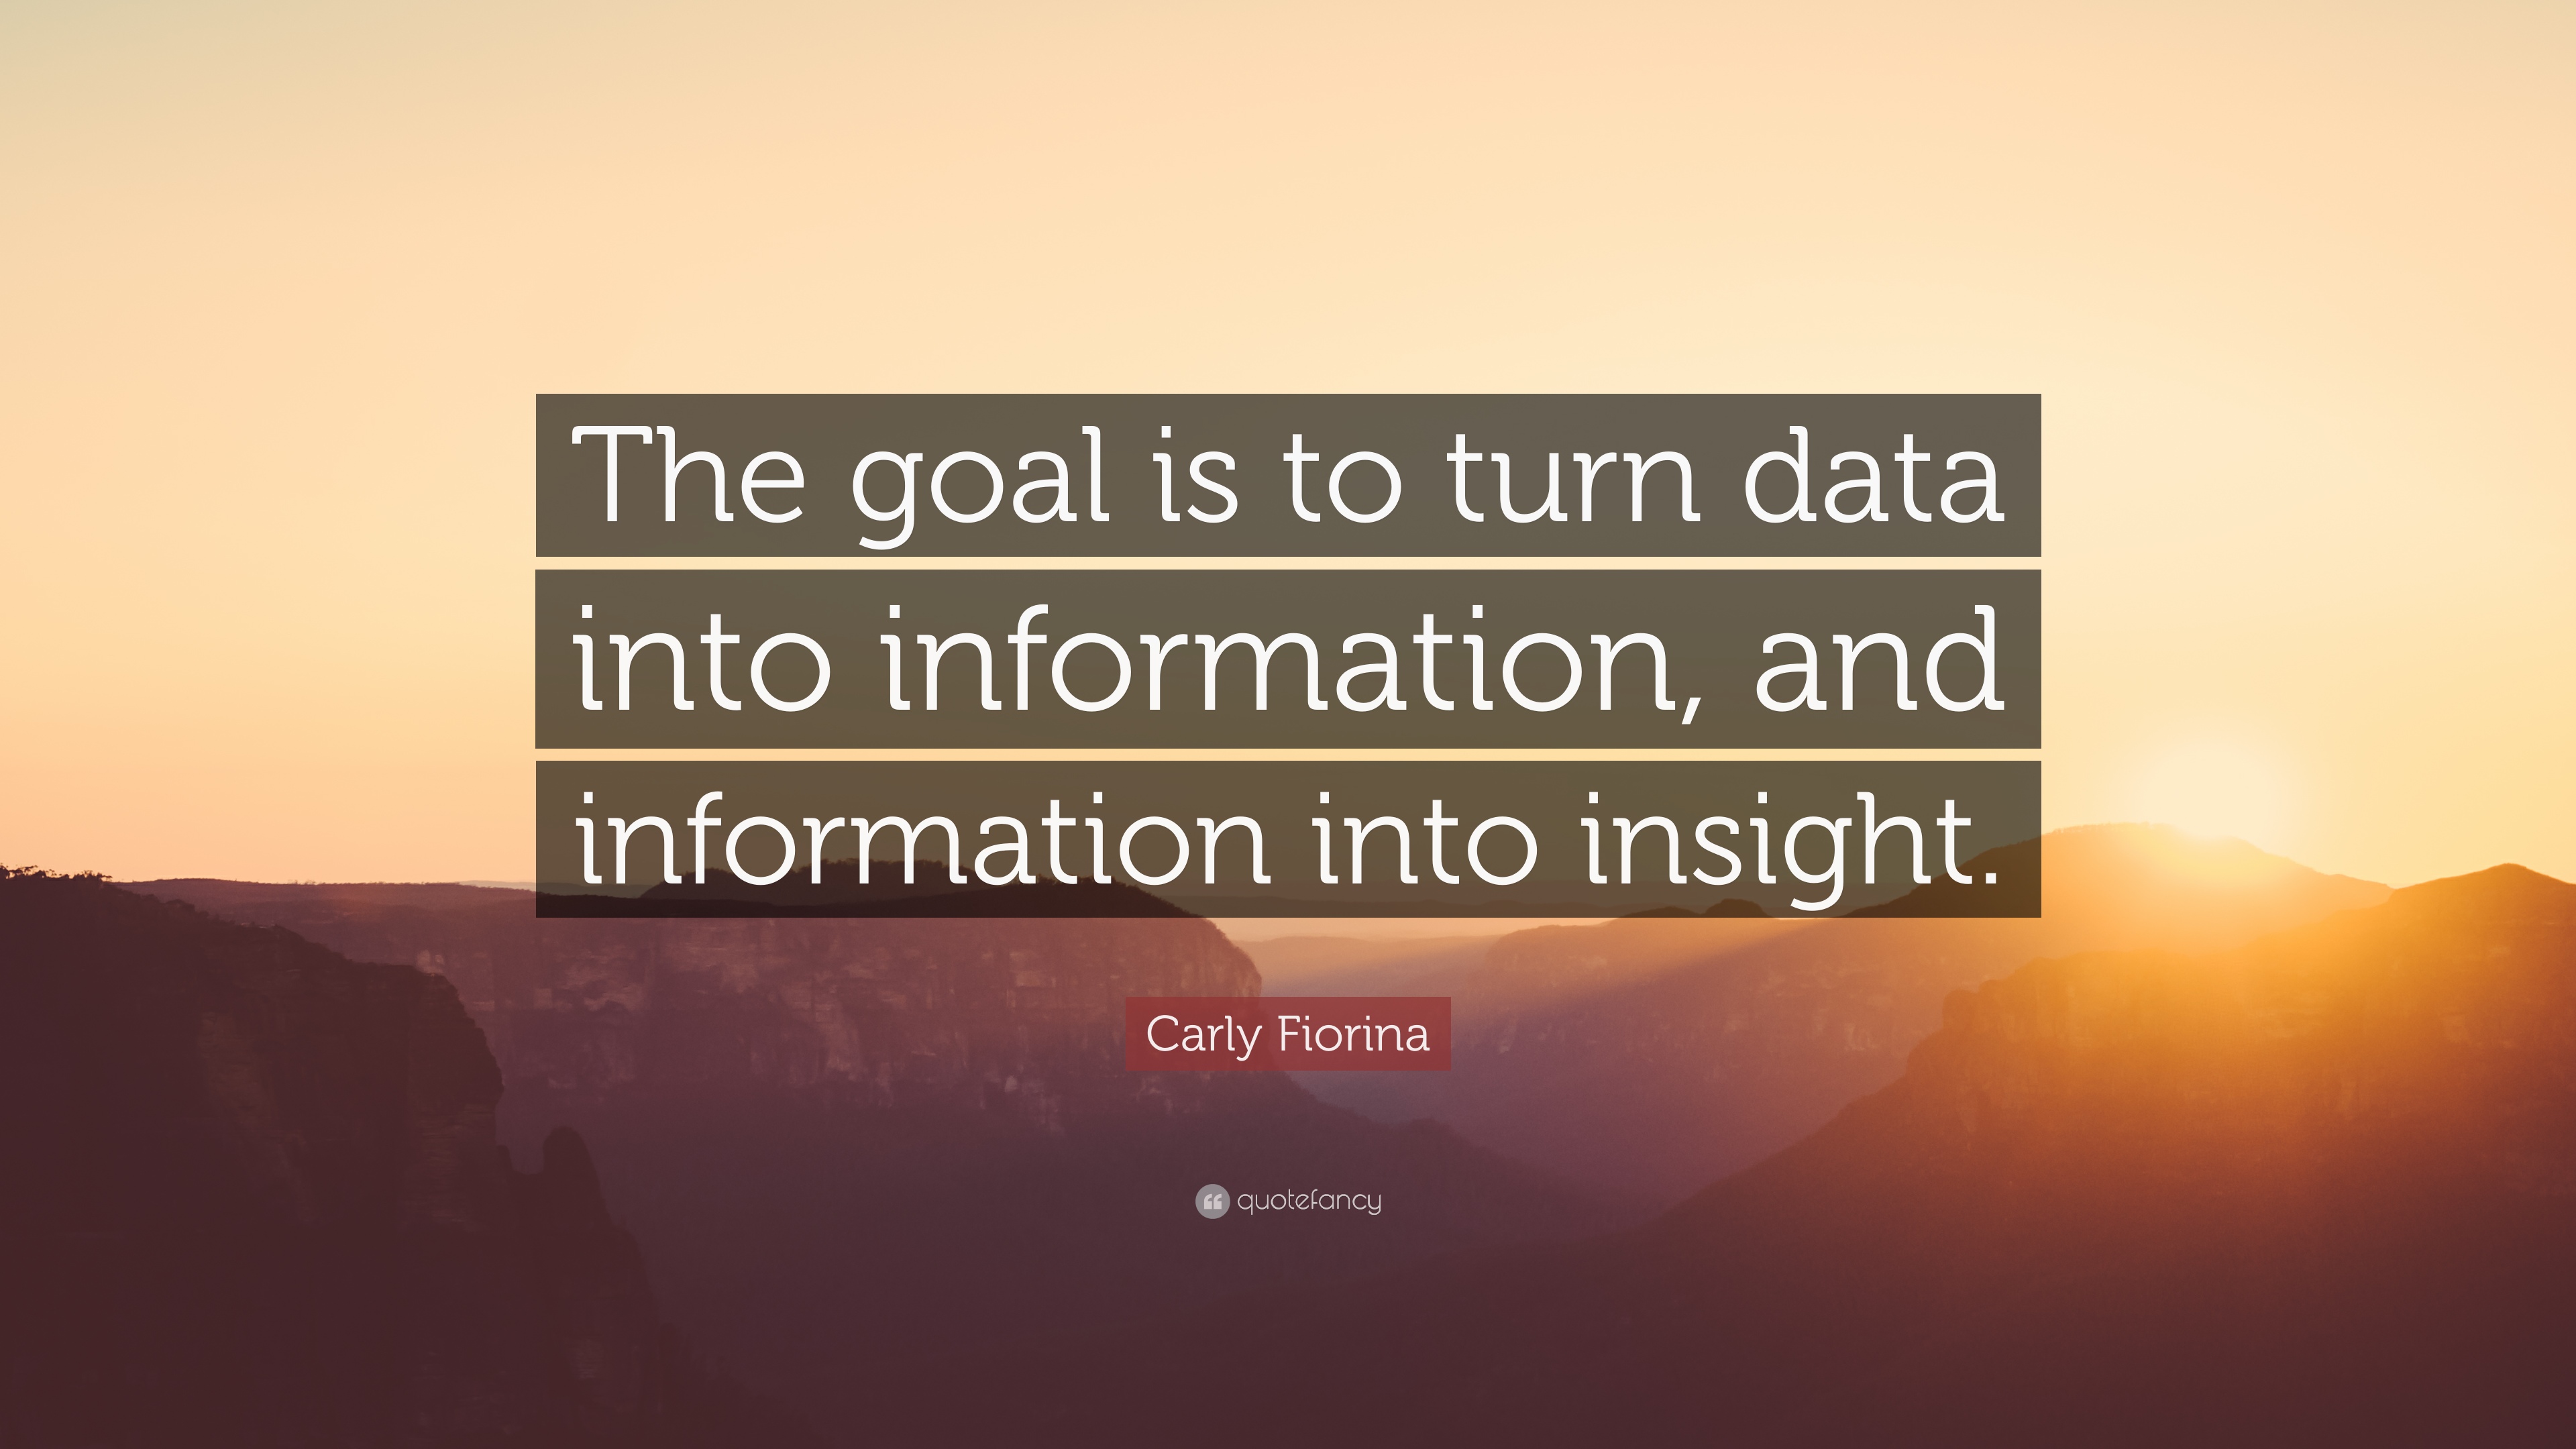 The goal is to turn data
into information, and
information into insight.
Carly Fiorina
quotefancy